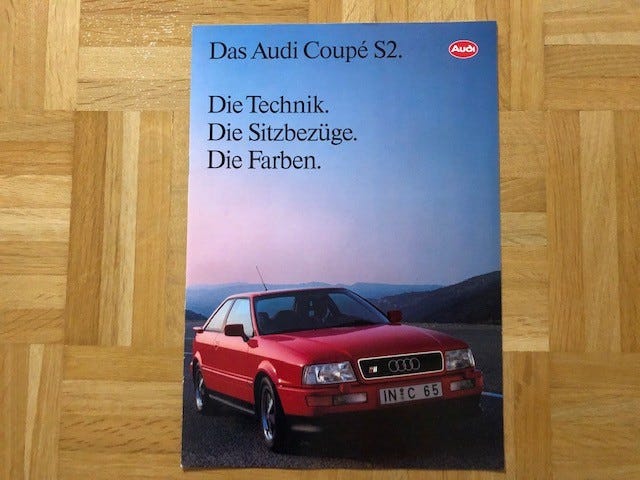 Das Audi Coupé S2.
Audi
Die Technik.
Die Sitzbezüge.
Die Farben.
IN C 65